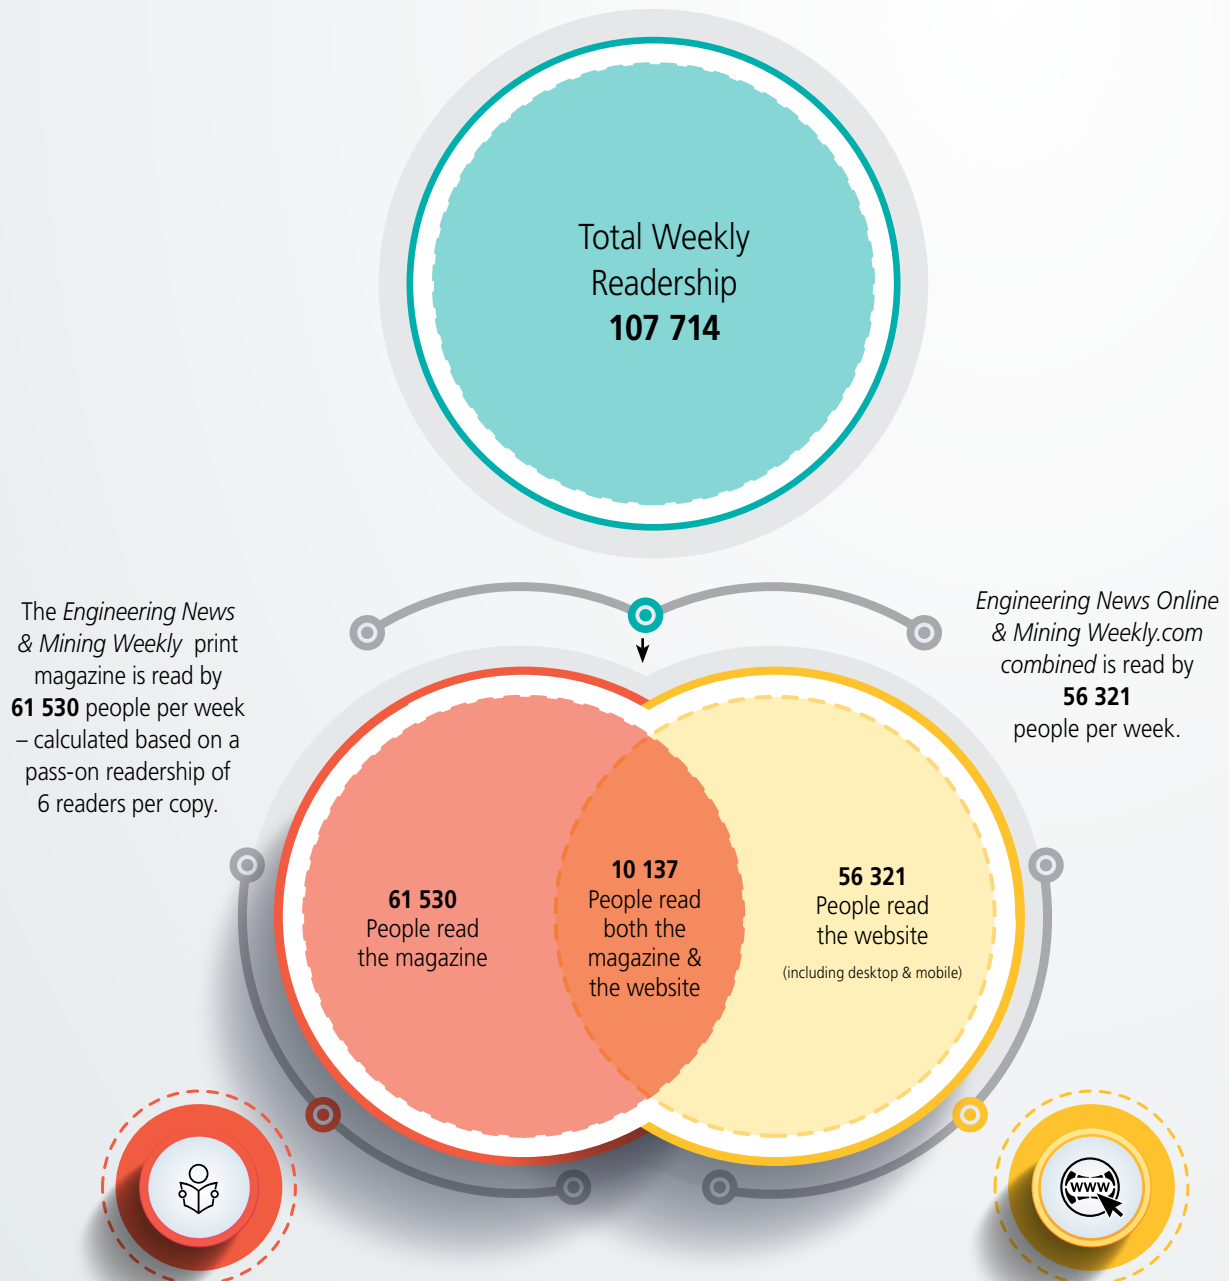 Total Weekly
Readership
107 714
The Engineering News
& Mining Weekly print
magazine is read by
61 530 people per week
– calculated based on a
pass-on readership of
6 readers per copy.
Engineering News Online
& Mining Weekly.com
combined is read by
56 321
people per week.
61 530
People read
the magazine
10 137
People read
both the
magazine &
the website
56 321
People read
the website
(including desktop & mobile)
www